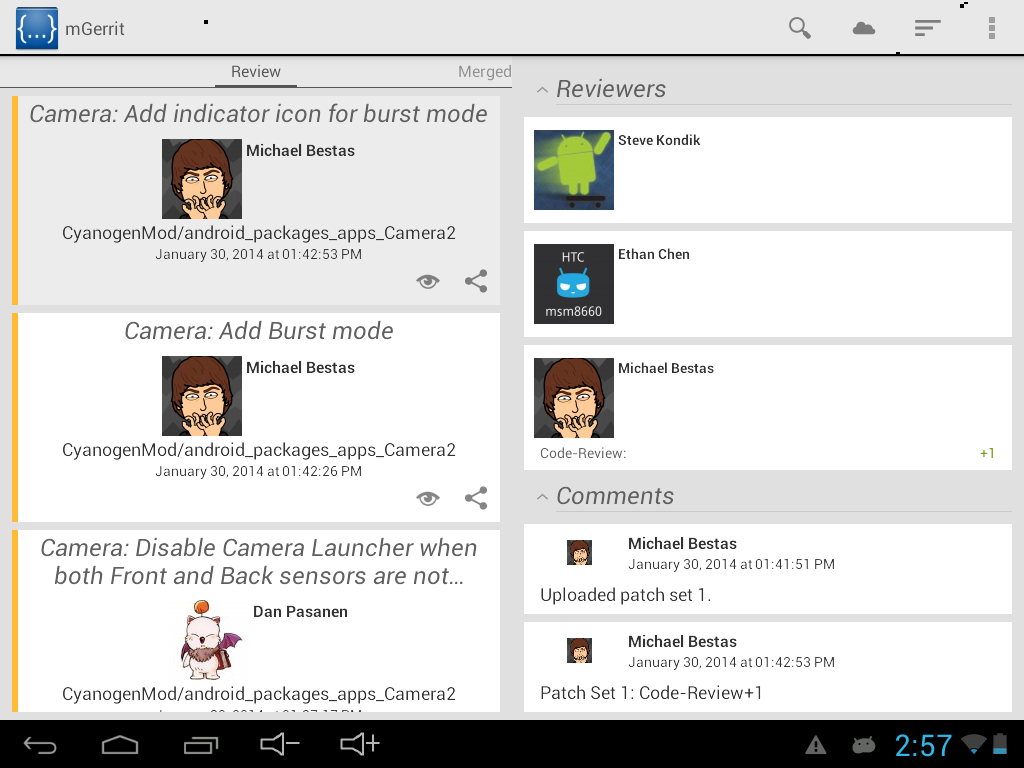 {...} mGerrit
Review
Merged
Camera: Add indicator icon for burst mode
Michael Bestas
CyanogenMod/android_packages_apps_Camera2
January 30, 2014 at 01:42:53 PM
Camera: Add Burst mode
Michael Bestas
CyanogenMod/android_packages_apps_Camera2
January 30, 2014 at 01:42:26 PM
Camera: Disable Camera Launcher when
both Front and Back sensors are not…
Dan Pasanen
CyanogenMod/android_packages_apps_Camera2
Reviewers
Steve Kondik
HTC
msm8660
Ethan Chen
Michael Bestas
Code-Review: +1
Comments
Michael Bestas
January 30, 2014 at 01:41:51 PM
Uploaded patch set 1.
Michael Bestas
January 30, 2014 at 01:42:53 PM
Patch Set 1: Code-Review+1
2:57